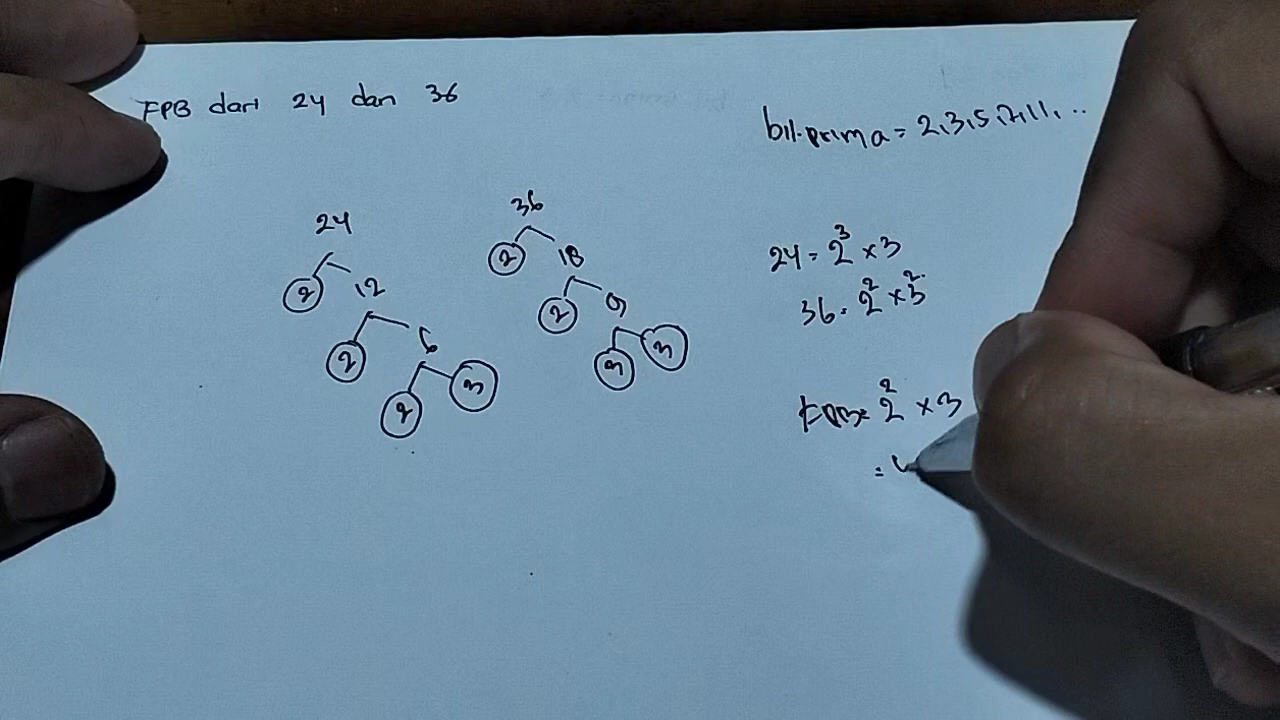 FPB dari 24 dan 36
bil.prima = 2,3,5,7,11, ...
24
2 12
2 6
2 3
36
2 18
2 9
3 3
24 = 2³ × 3
36 = 2² × 3²
FPB = 2² × 3
=